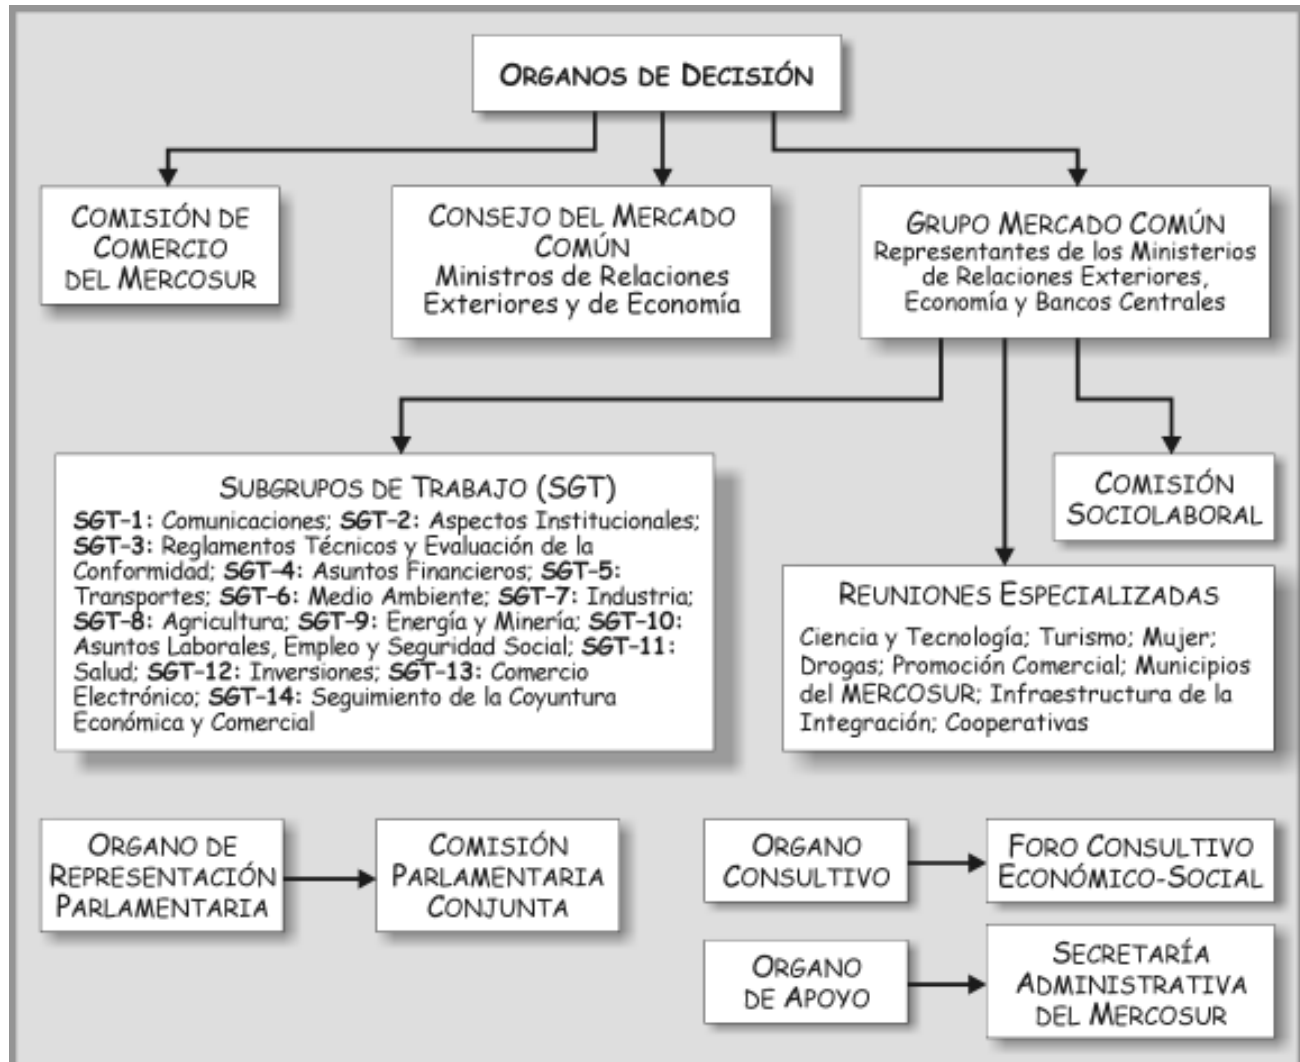 ORGANOS DE DECISIÓN
COMISIÓN DE
COMERCIO
DEL MERCOSUR
CONSEJO DEL MERCADO
COMÚN
Ministros de Relaciones
Exteriores y de Economía
GRUPO MERCADO COMÚN
Representantes de los Ministerios
de Relaciones Exteriores,
Economía y Bancos Centrales
SUBGRUPOS DE TRABAJO (SGT)
SGT-1: Comunicaciones; SGT-2: Aspectos Institucionales;
SGT-3: Reglamentos Técnicos y Evaluación de la
Conformidad; SGT-4: Asuntos Financieros; SGT-5:
Transportes; SGT-6: Medio Ambiente; SGT-7: Industria;
SGT-8: Agricultura; SGT-9: Energía y Minería; SGT-10:
Asuntos Laborales, Empleo y Seguridad Social; SGT-11:
Salud; SGT-12: Inversiones; SGT-13: Comercio
Electrónico; SGT-14: Seguimiento de la Coyuntura
Económica y Comercial
COMISIÓN
SOCIOLABORAL
REUNIONES ESPECIALIZADAS
Ciencia y Tecnología; Turismo; Mujer;
Drogas; Promoción Comercial; Municipios
del MERCOSUR; Infraestructura de la
Integración; Cooperativas
ORGANO DE
REPRESENTACIÓN
PARLAMENTARIA
COMISIÓN
PARLAMENTARIA
CONJUNTA
ORGANO
CONSULTIVO
FORO CONSULTIVO
ECONÓMICO-SOCIAL
ORGANO
DE APOYO
SECRETARÍA
ADMINISTRATIVA
DEL MERCOSUR